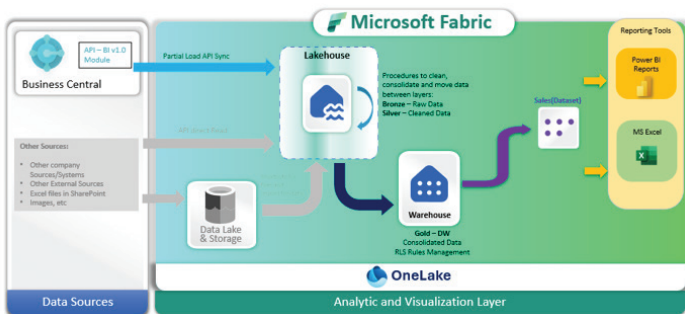 Microsoft Fabric
API – BI v1.0
Module
Business Central
Partial Load API Sync
Lakehouse
Procedures to clean,
consolidate and move data
between layers:
Bronze – Raw Data
Silver – Cleaned Data
Other Sources:
• Other company
Sources/Systems
• Other External Sources
• Excel files in SharePoint
• Images, etc
Data Lake
& Storage
Warehouse
Gold – DW
Consolidated Data
RLS Rules Management
Sales(Dataset)
Reporting Tools
Power BI
Reports
MS Excel
OneLake
Data Sources
Analytic and Visualization Layer